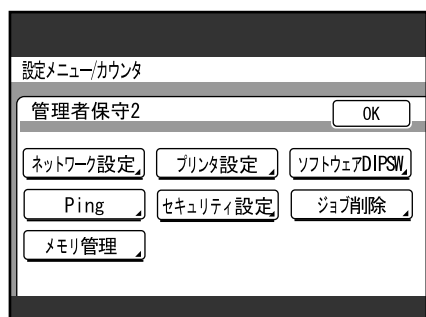 設定メニュー/カウンタ
管理者保守2 OK
ネットワーク設定 プリンタ設定 ソフトウェアDIPSW
Ping セキュリティ設定 ジョブ削除
メモリ管理